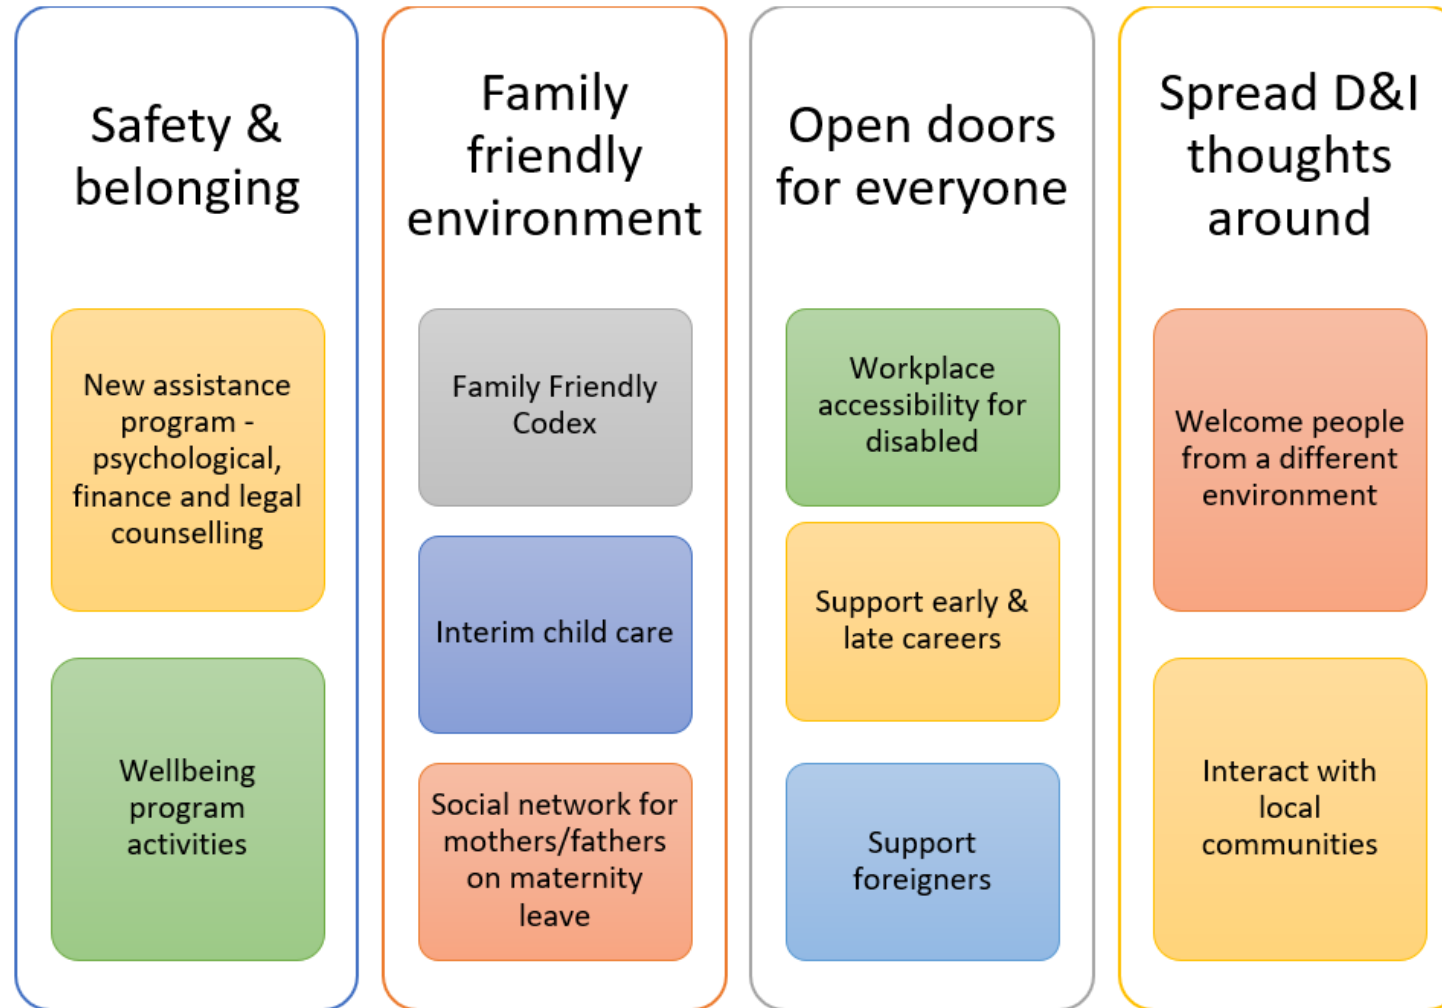 Safety &
belonging
New assistance
program -
psychological,
finance and legal
counselling
Wellbeing
program
activities
Family
friendly
environment
Family Friendly
Codex
Interim child care
Social network for
mothers/fathers
on maternity
leave
Open doors
for everyone
Workplace
accessibility for
disabled
Support early &
late careers
Support
foreigners
Spread D&I
thoughts
around
Welcome people
from a different
environment
Interact with
local
communities